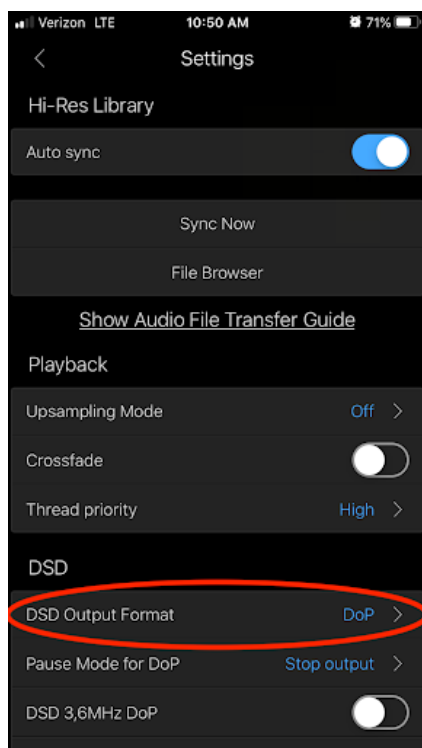 Verizon LTE 10:50 AM 71%
Settings
Hi-Res Library
Auto sync
Sync Now
File Browser
Show Audio File Transfer Guide
Playback
Upsampling Mode Off
Crossfade
Thread priority High
DSD
DSD Output Format DoP
Pause Mode for DoP Stop output
DSD 3,6MHz DoP